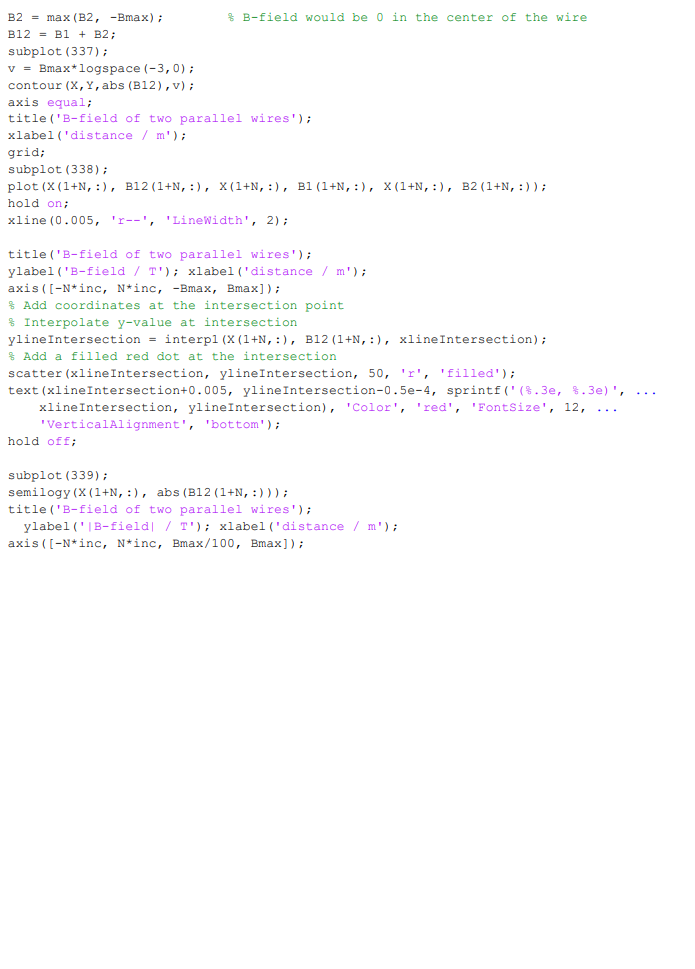 B2 = max(B2, -Bmax);        % B-field would be 0 in the center of the wire
B12 = B1 + B2;
subplot(337);
v = Bmax*logspace(-3,0);
contour(X,Y,abs(B12),v);
axis equal;
title('B-field of two parallel wires');
xlabel('distance / m');
grid;
subplot(338);
plot(X(1+N,:), B12(1+N,:), X(1+N,:), B1(1+N,:), X(1+N,:), B2(1+N,:));
hold on;
xline(0.005, 'r--', 'LineWidth', 2);
title('B-field of two parallel wires');
ylabel('B-field / T'); xlabel('distance / m');
axis([-N*inc, N*inc, -Bmax, Bmax]);
% Add coordinates at the intersection point
% Interpolate y-value at intersection
ylineIntersection = interp1(X(1+N,:), B12(1+N,:), xlineIntersection);
% Add a filled red dot at the intersection
scatter(xlineIntersection, ylineIntersection, 50, 'r', 'filled');
text(xlineIntersection+0.005, ylineIntersection-0.5e-4, sprintf('(%.3e, %.3e)', ...
    xlineIntersection, ylineIntersection), 'Color', 'red', 'FontSize', 12, ...
    'VerticalAlignment', 'bottom');
hold off;
subplot(339);
semilogy(X(1+N,:), abs(B12(1+N,:)));
title('B-field of two parallel wires');
  ylabel('|B-field| / T'); xlabel('distance / m');
axis([-N*inc, N*inc, Bmax/100, Bmax]);